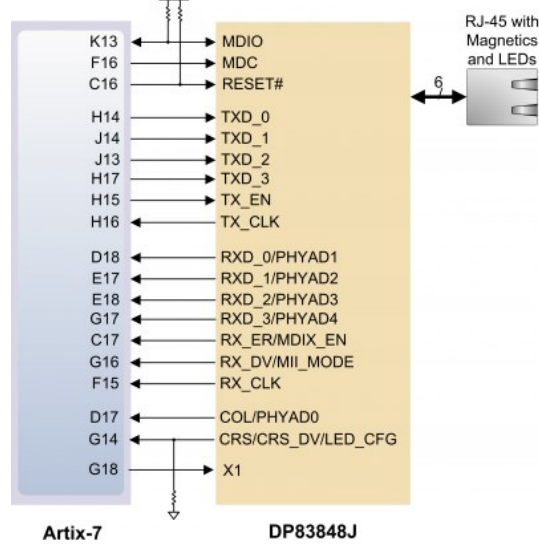 RJ-45 with
Magnetics
and LEDs
6
K13 MDIO
F16 MDC
C16 RESET#
H14 TXD_0
J14 TXD_1
J13 TXD_2
H17 TXD_3
H15 TX_EN
H16 TX_CLK
D18 RXD_0/PHYAD1
E17 RXD_1/PHYAD2
E18 RXD_2/PHYAD3
G17 RXD_3/PHYAD4
C17 RX_ER/MDIX_EN
G16 RX_DV/MII_MODE
F15 RX_CLK
D17 COL/PHYAD0
G14 CRS/CRS_DV/LED_CFG
G18 X1
Artix-7 DP83848J